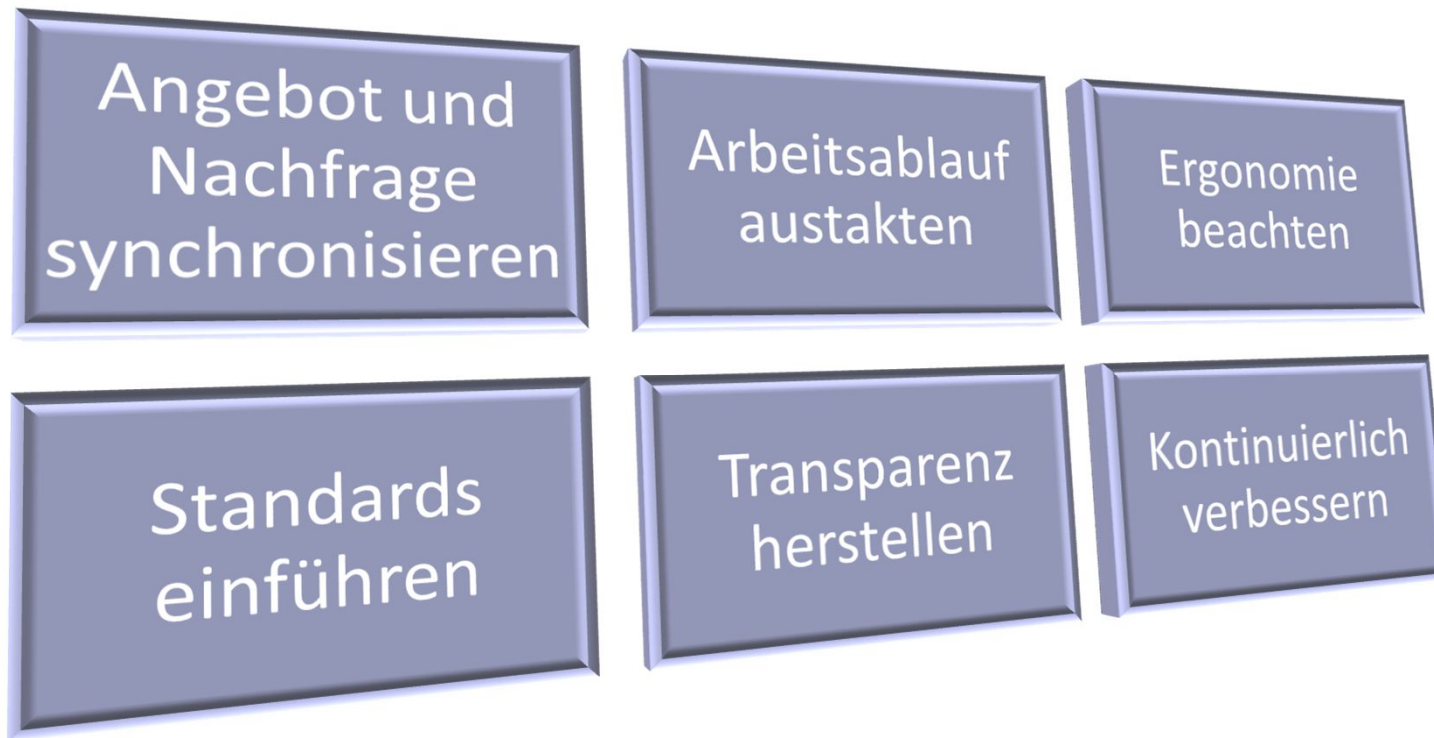 Angebot und
Nachfrage
synchronisieren
Arbeitsablauf
austakten
Ergonomie
beachten
Standards
einführen
Transparenz
herstellen
Kontinuierlich
verbessern